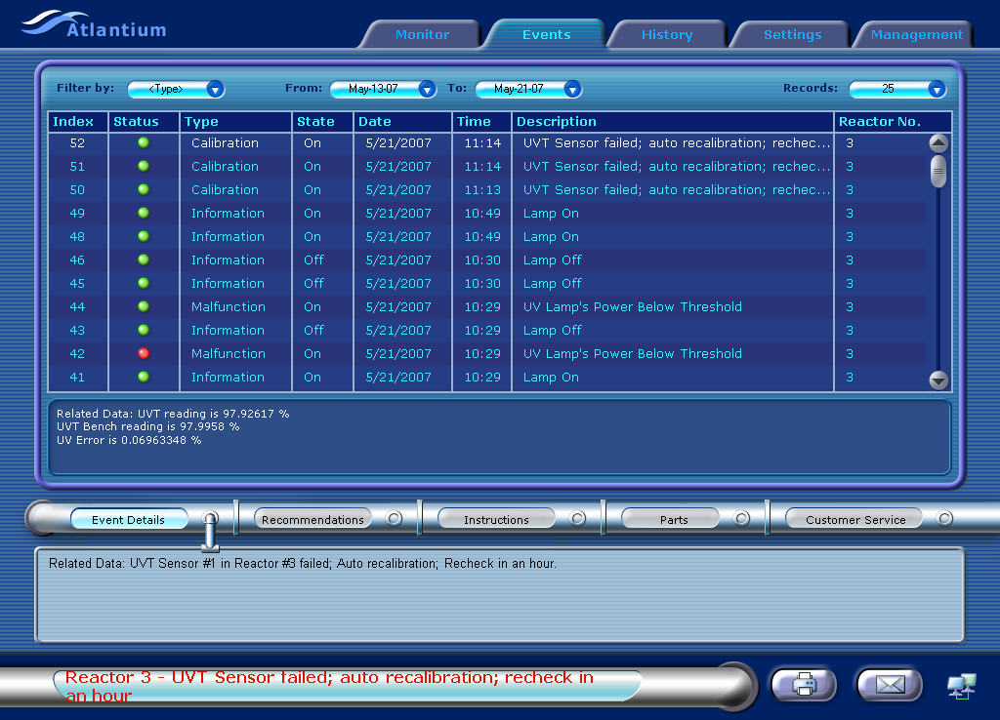 Atlantium
Monitor Events History Settings Management
Filter by: <Type> From: May-13-07 To: May-21-07 Records: 25
Index Status Type State Date Time Description Reactor No.
52 Calibration On 5/21/2007 11:14 UVT Sensor failed; auto recalibration; rechec... 3
51 Calibration On 5/21/2007 11:14 UVT Sensor failed; auto recalibration; rechec... 3
50 Calibration On 5/21/2007 11:13 UVT Sensor failed; auto recalibration; rechec... 3
49 Information On 5/21/2007 10:49 Lamp On 3
48 Information On 5/21/2007 10:49 Lamp On 3
46 Information Off 5/21/2007 10:30 Lamp Off 3
45 Information Off 5/21/2007 10:30 Lamp Off 3
44 Malfunction On 5/21/2007 10:29 UV Lamp's Power Below Threshold 3
43 Information Off 5/21/2007 10:29 Lamp Off 3
42 Malfunction On 5/21/2007 10:29 UV Lamp's Power Below Threshold 3
41 Information On 5/21/2007 10:29 Lamp On 3
Related Data: UVT reading is 97.92617 %
UVT Bench reading is 97.9958 %
UV Error is 0.06963348 %
Event Details Recommendations Instructions Parts Customer Service
Related Data: UVT Sensor #1 in Reactor #3 failed; Auto recalibration; Recheck in an hour.
Reactor 3 - UVT Sensor failed; auto recalibration; recheck in
an hour